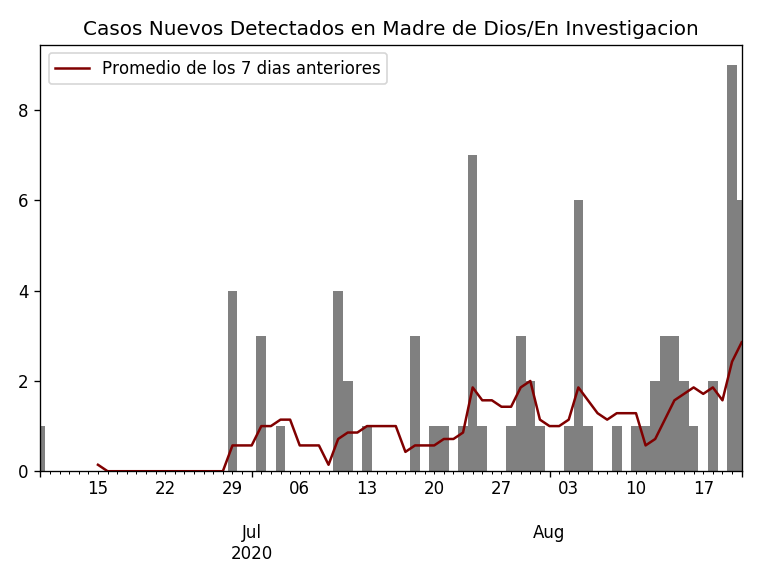 Casos Nuevos Detectados en Madre de Dios/En Investigacion
Promedio de los 7 dias anteriores
8
6
4
2
0
15 22 29 06 13 20 27 03 10 17
Jul Aug
2020